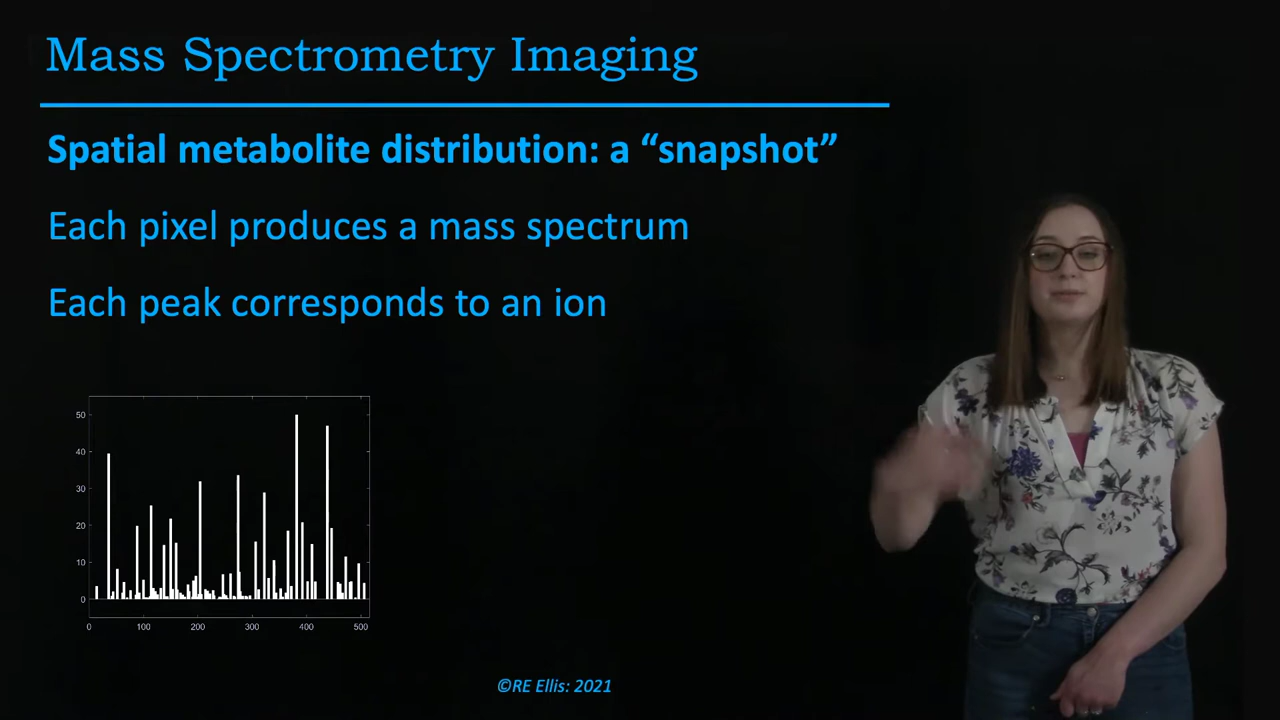 Mass Spectrometry Imaging
Spatial metabolite distribution: a “snapshot”
Each pixel produces a mass spectrum
Each peak corresponds to an ion
50
40
30
20
10
0
0 100 200 300 400 500
©RE Ellis: 2021